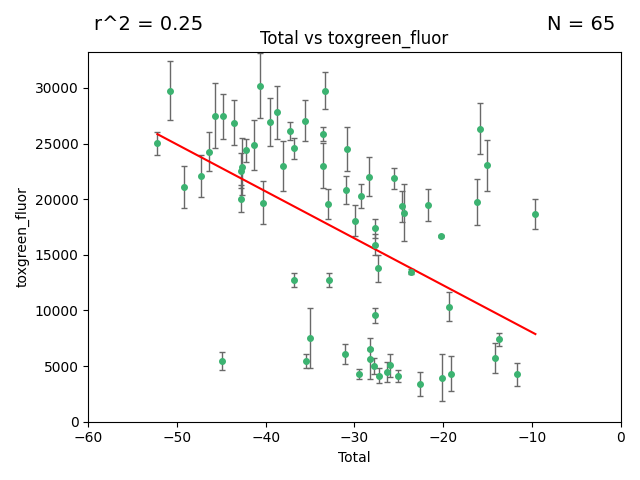 r^2 = 0.25
N = 65
Total vs toxgreen_fluor
toxgreen_fluor
30000
25000
20000
15000
10000
5000
0
−60
−50
−40
−30
−20
−10
0
Total